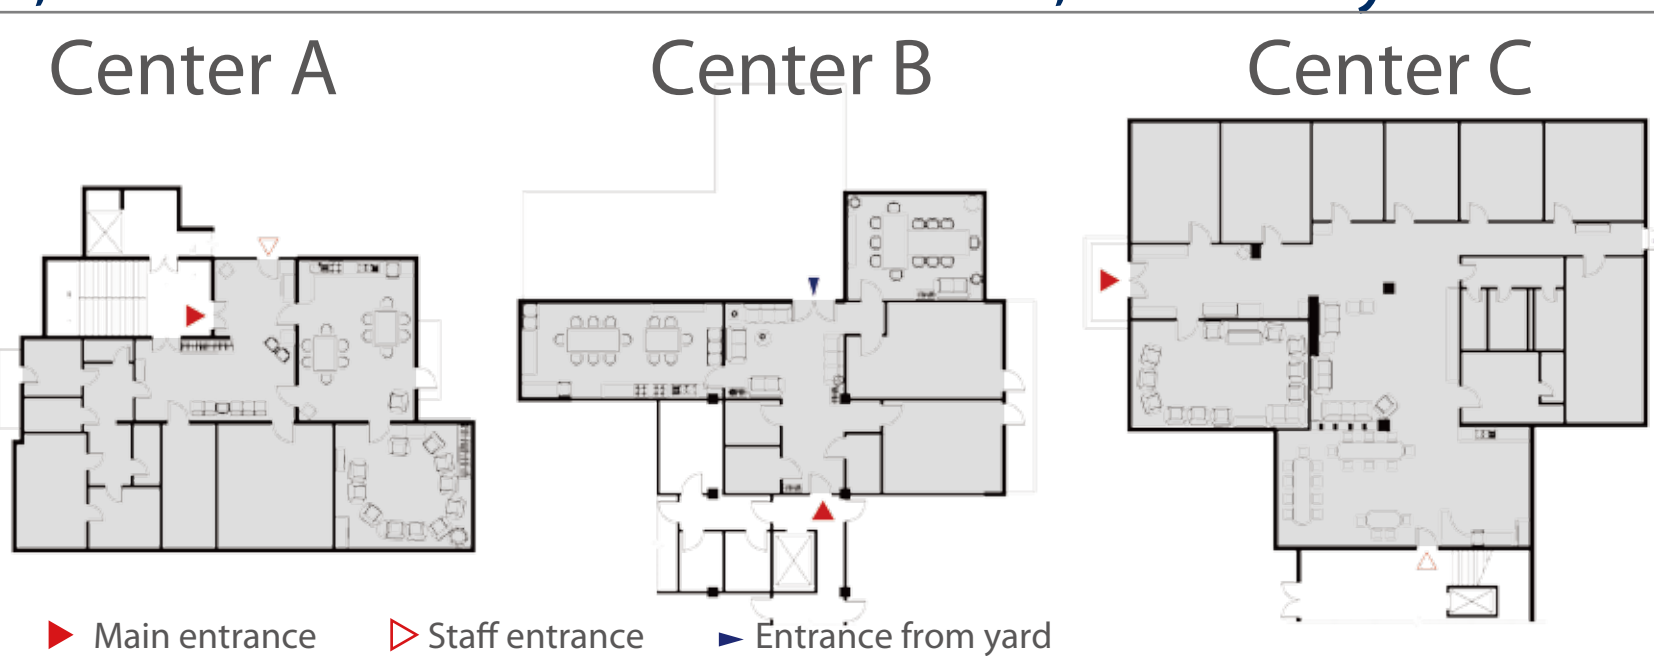 Center A
Center B
Center C
Main entrance
Staff entrance
Entrance from yard